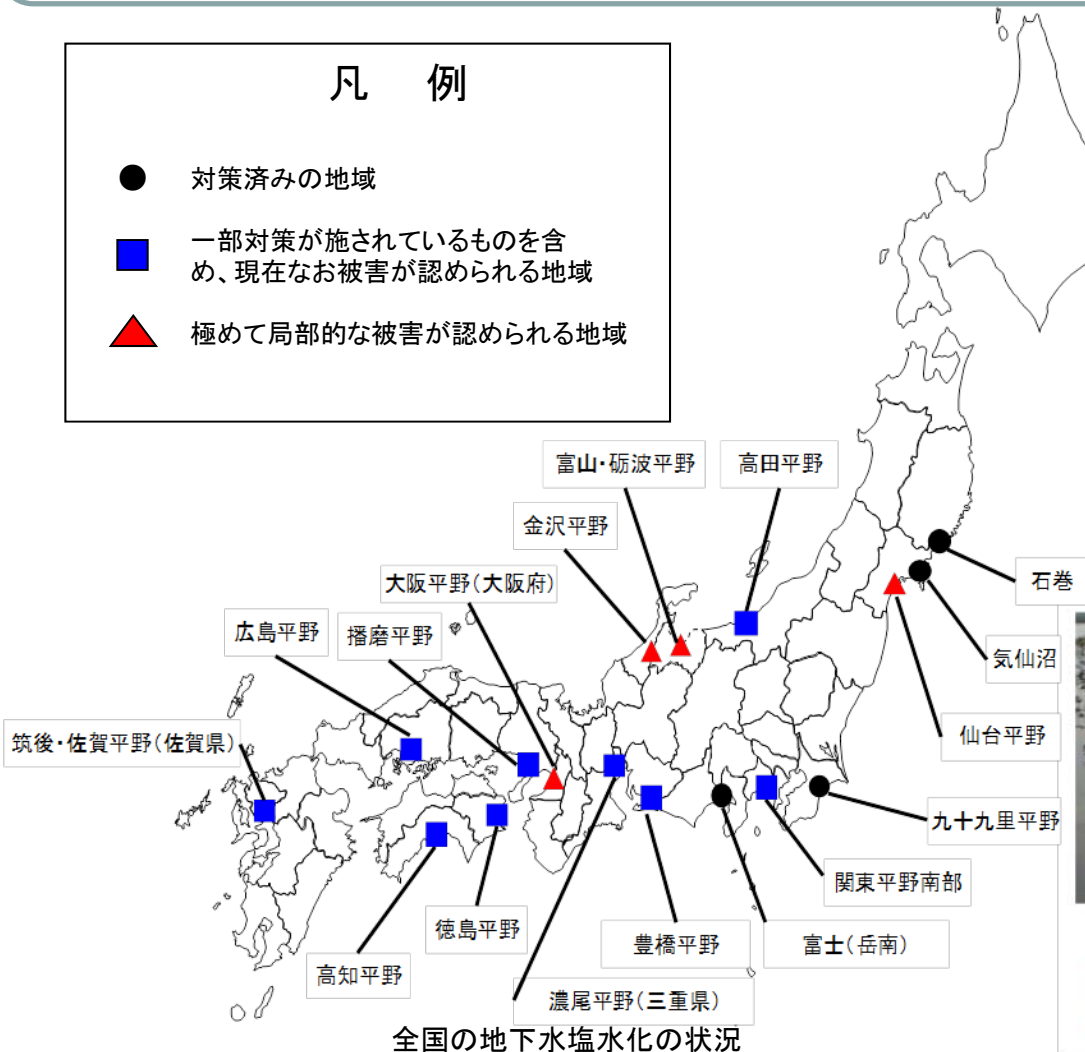 凡　例
対策済みの地域
一部対策が施されているものを含
め、現在なお被害が認められる地域
極めて局部的な被害が認められる地域
富山・砺波平野
高田平野
金沢平野
大阪平野(大阪府)
広島平野
播磨平野
筑後・佐賀平野(佐賀県)
石巻
気仙沼
仙台平野
九十九里平野
関東平野南部
富士(岳南)
豊橋平野
徳島平野
高知平野
濃尾平野(三重県)
全国の地下水塩水化の状況